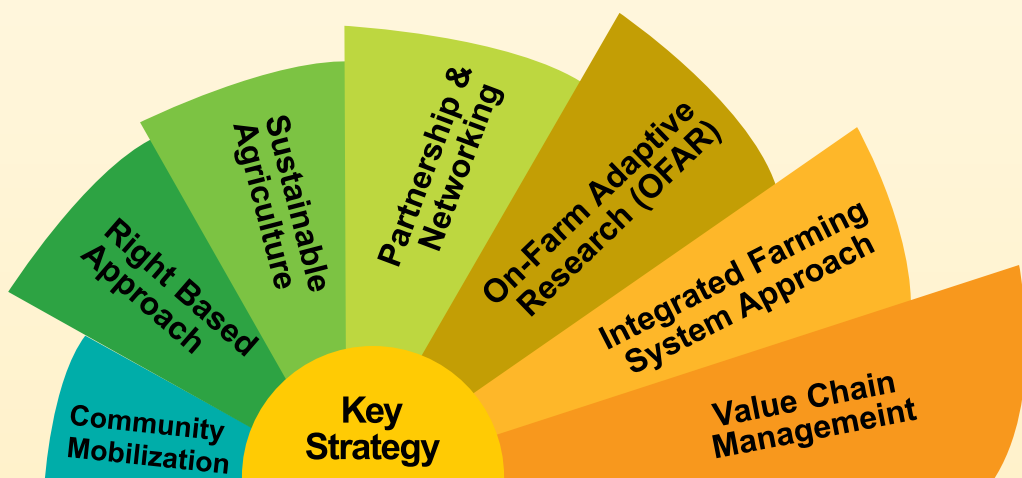 Community
Mobilization
Right Based
Approach
Sustainable
Agriculture
Partnership &
Networking
On-Farm Adaptive
Research (OFAR)
Integrated Farming
System Approach
Value Chain
Managemeint
Key
Strategy